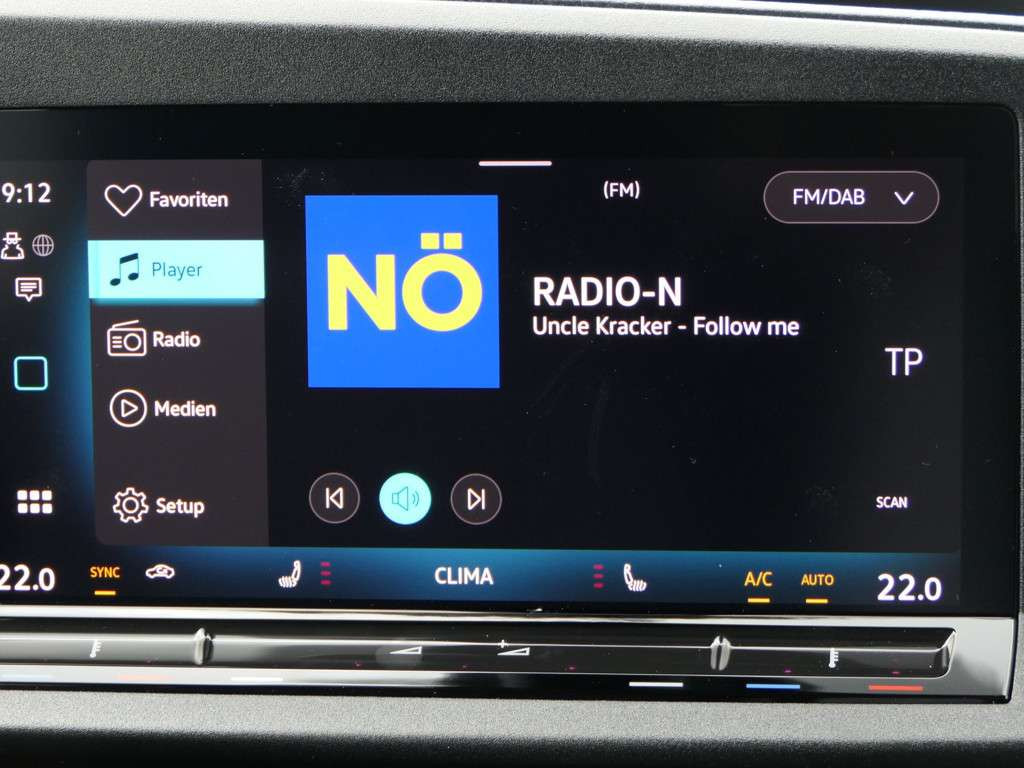 9:12
Favoriten
Player
Radio
Medien
Setup
NÖ
(FM)
FM/DAB
RADIO-N
Uncle Kracker - Follow me
TP
SCAN
22.0
SYNC
CLIMA
A/C
AUTO
22.0